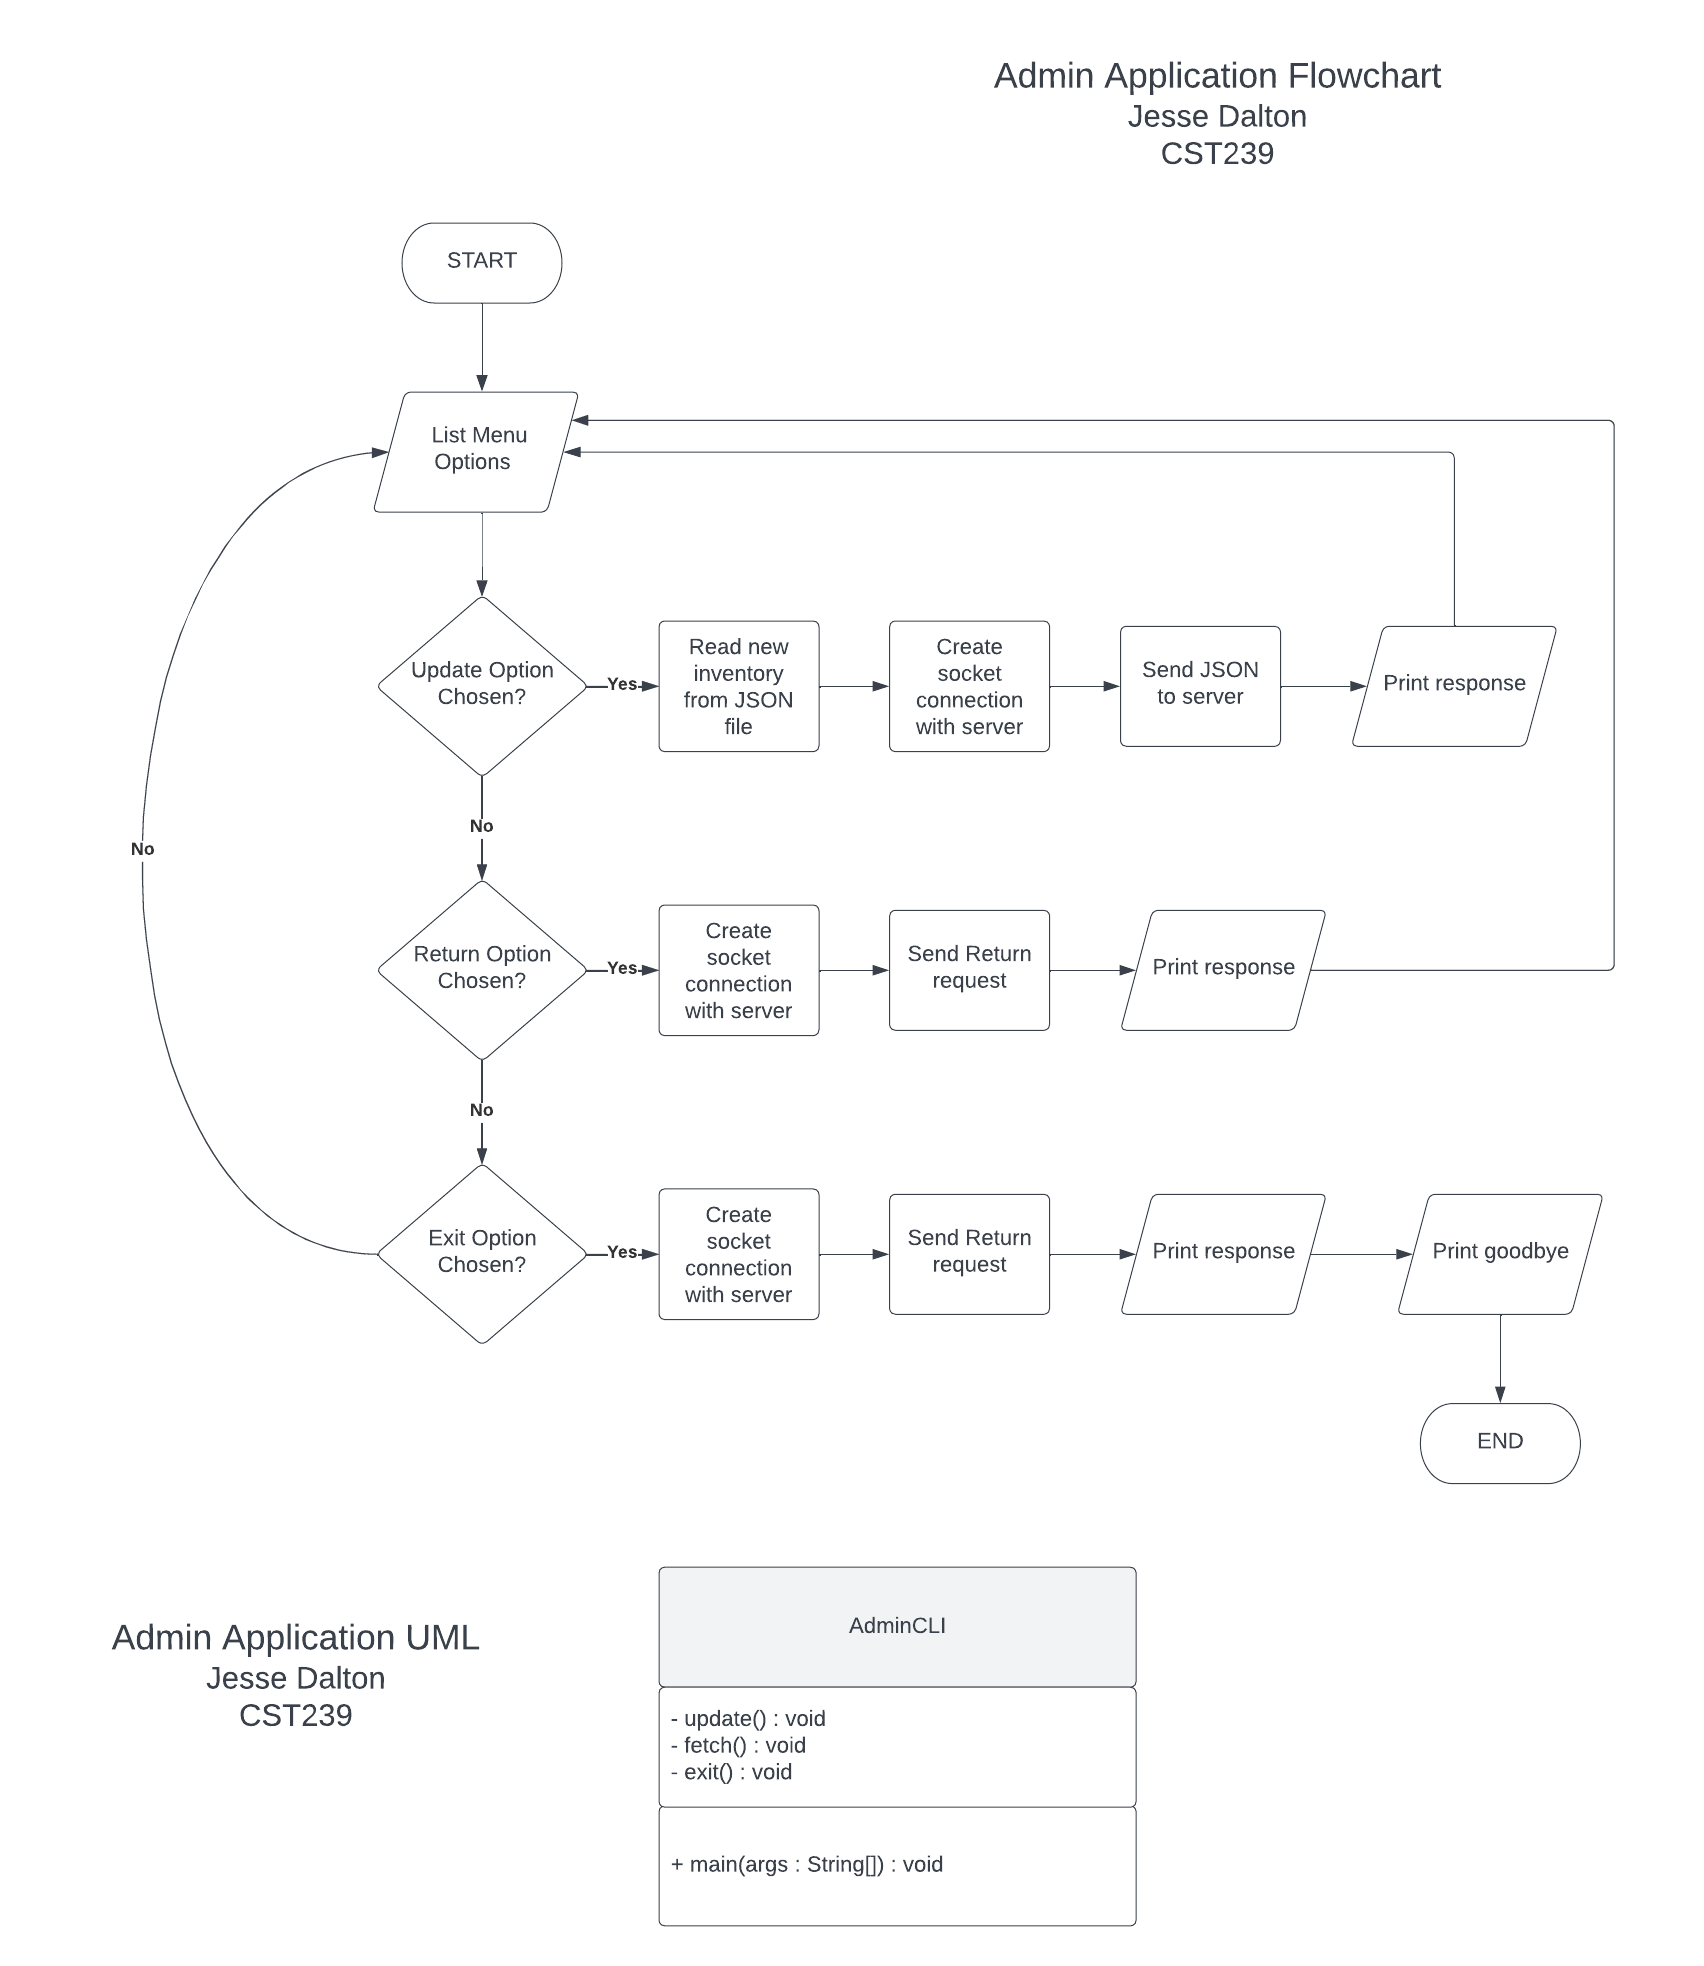 Admin Application Flowchart
Jesse Dalton
CST239
START
List Menu
Options
Update Option
Chosen?
Yes
Read new
inventory
from JSON
file
Create
socket
connection
with server
Send JSON
to server
Print response
No
No
Return Option
Chosen?
Yes
Create
socket
connection
with server
Send Return
request
Print response
No
Exit Option
Chosen?
Yes
Create
socket
connection
with server
Send Return
request
Print response
Print goodbye
END
Admin Application UML
Jesse Dalton
CST239
AdminCLI
- update() : void
- fetch() : void
- exit() : void
+ main(args : String[]) : void